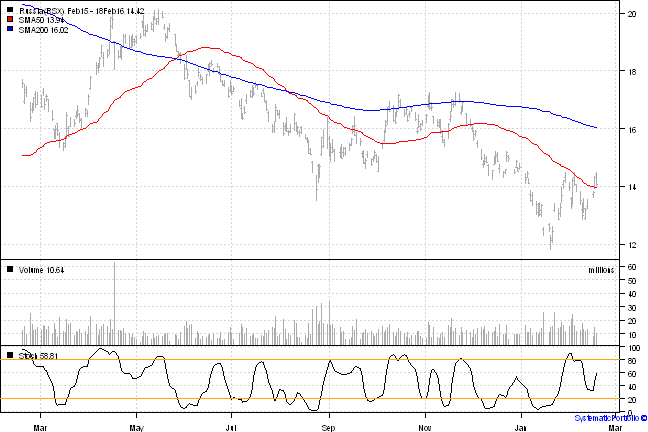 Russia(RSX) Feb15 - 18Feb16 14.42
SMA50 13.94
SMA200 16.02
20
18
16
14
12
Volume 10.64
millions
60
50
40
30
20
10
Stoch 58.81
100
80
60
40
20
0
Mar May Jul Sep Nov Jan Mar
SystematicPortfolio ©